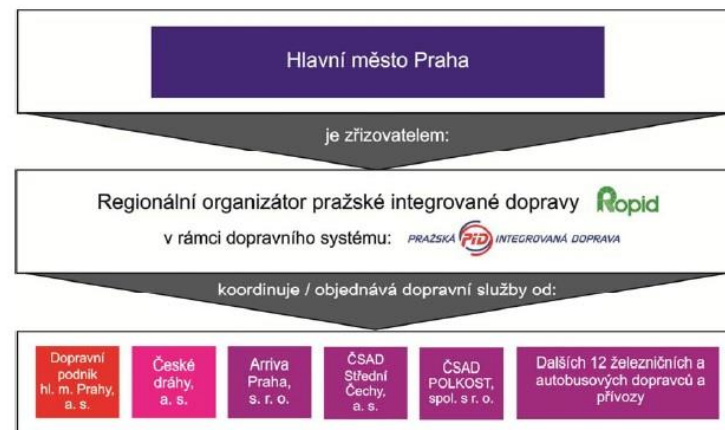 Hlavní město Praha
je zřizovatelem:
Regionální organizátor pražské integrované dopravy Ropid
v rámci dopravního systému: PRAŽSKÁ PID INTEGROVANÁ DOPRAVA
koordinuje / objednává dopravní služby od:
Dopravní
podnik
hl. m. Prahy,
a. s.
České
dráhy,
a. s.
Arriva
Praha,
s. r. o.
ČSAD
Střední
Čechy,
a. s.
ČSAD
POLKOST,
spol. s r. o.
Dalších 12 železničních a
autobusových dopravců a
přívozy